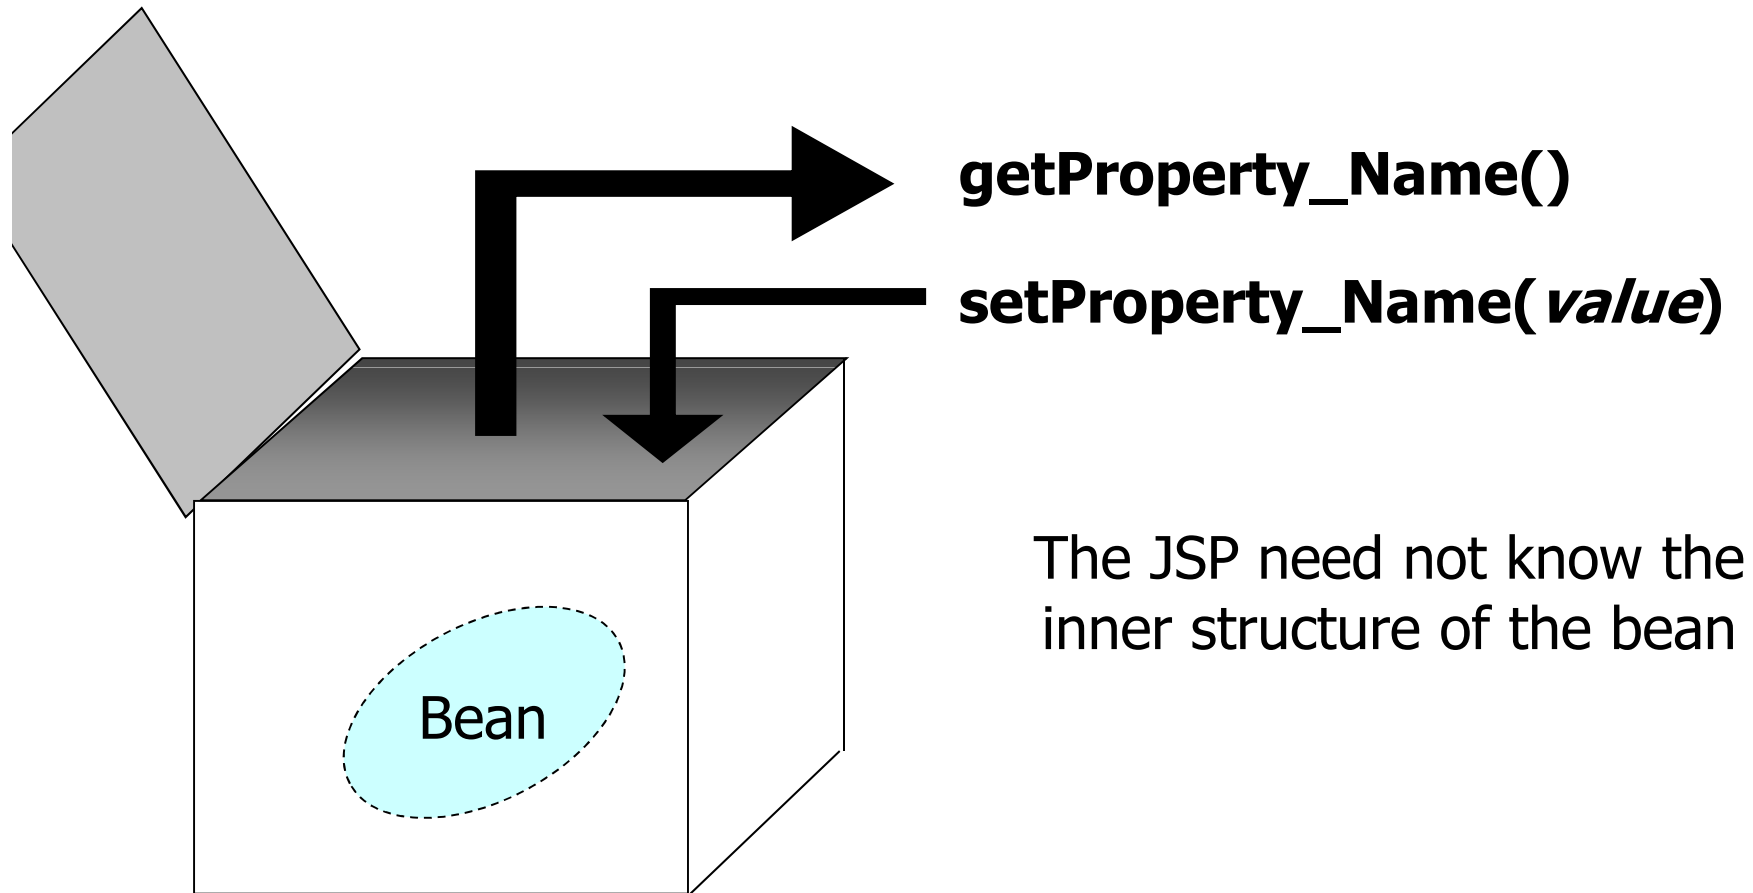 getProperty_Name()
setProperty_Name(value)
The JSP need not know the
inner structure of the bean
Bean